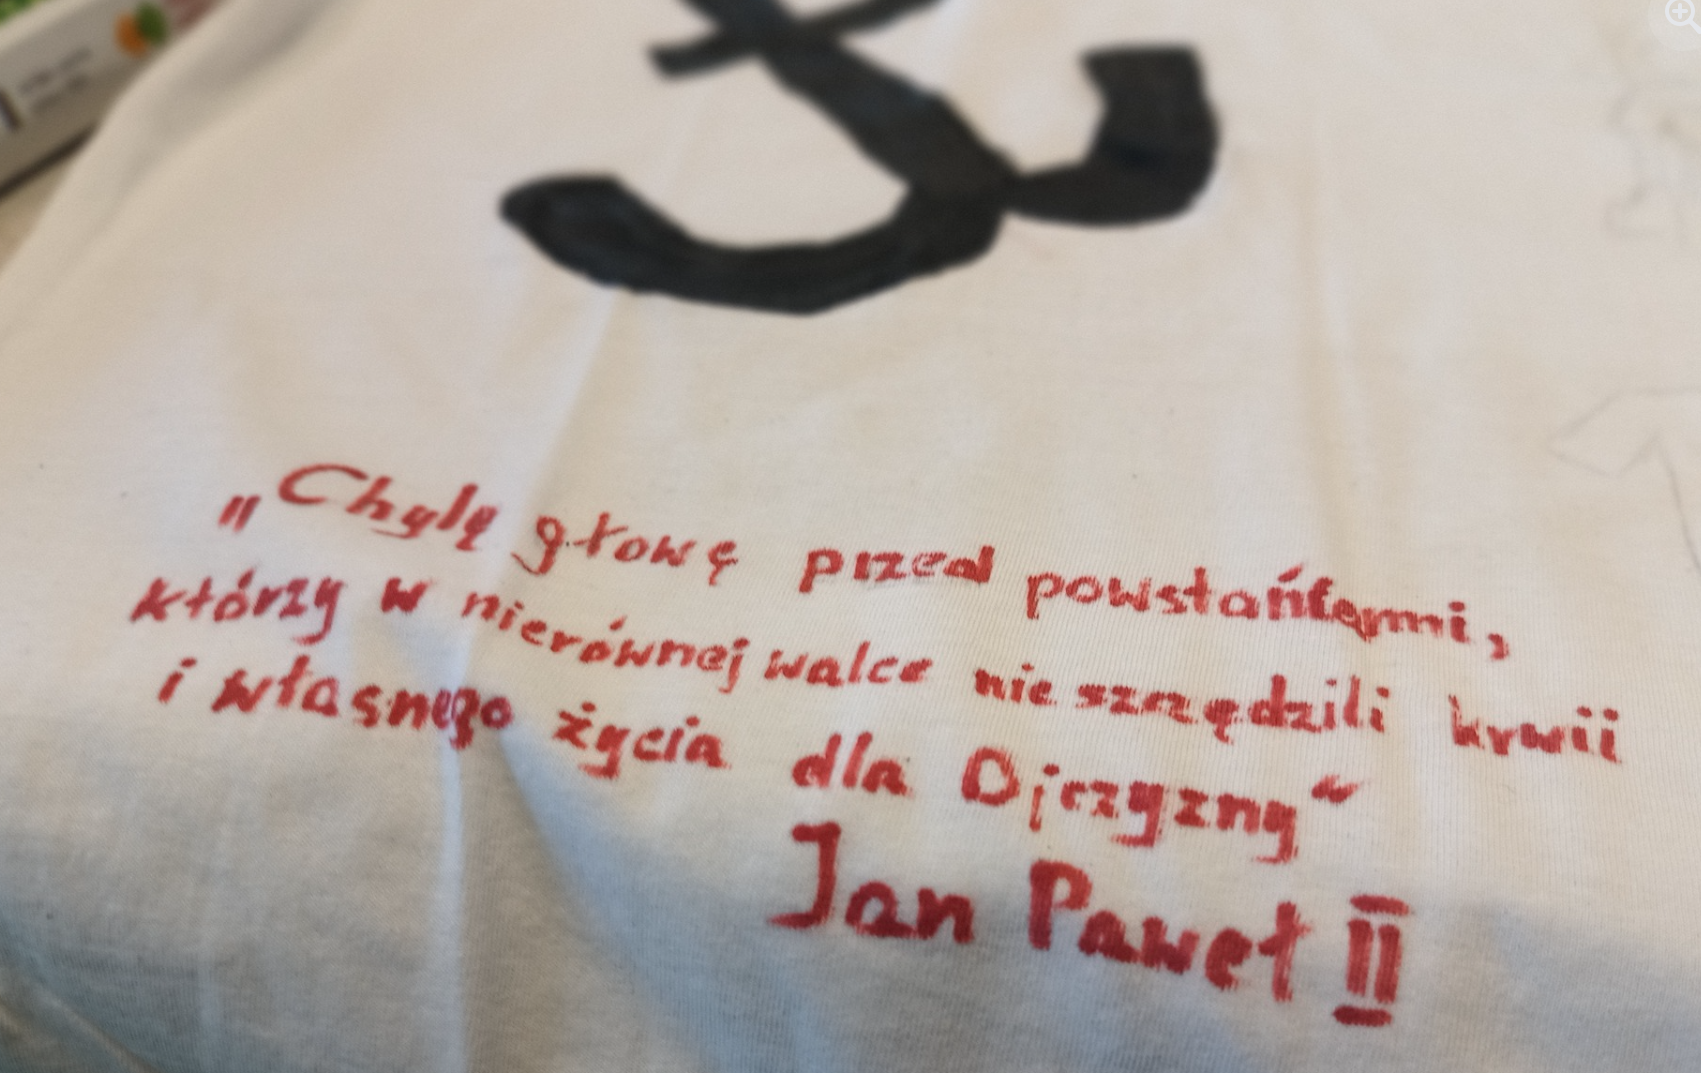 „Chylę głowę przed powstańcami,
którzy w nierównej walce nie szczędzili krwii
i własnego życia dla Ojczyzny“
Jan Paweł II